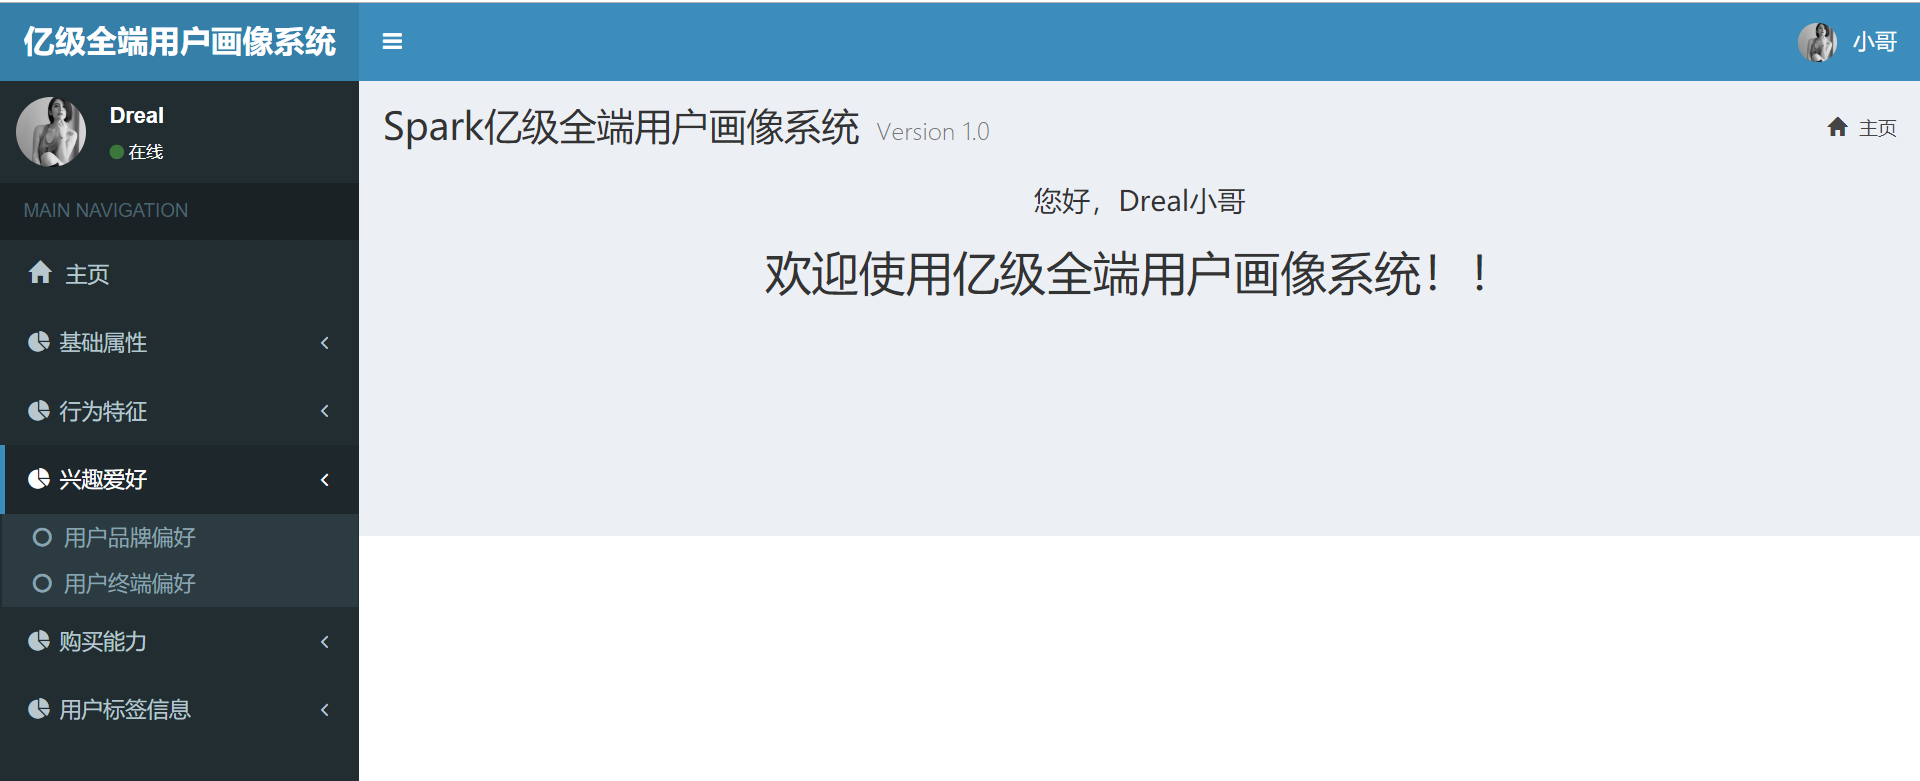 亿级全端用户画像系统
小哥
Dreal
在线
MAIN NAVIGATION
主页
基础属性
行为特征
兴趣爱好
用户品牌偏好
用户终端偏好
购买能力
用户标签信息
Spark亿级全端用户画像系统 Version 1.0
主页
您好，Dreal小哥
欢迎使用亿级全端用户画像系统！！